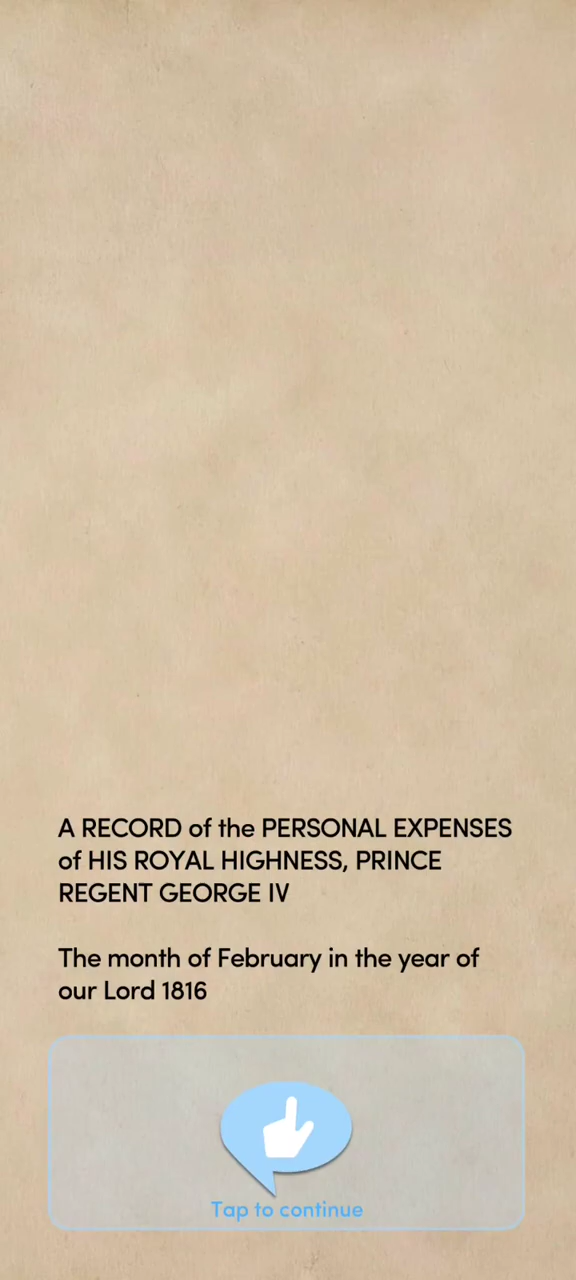 A RECORD of the PERSONAL EXPENSES
of HIS ROYAL HIGHNESS, PRINCE
REGENT GEORGE IV
The month of February in the year of
our Lord 1816
Tap to continue